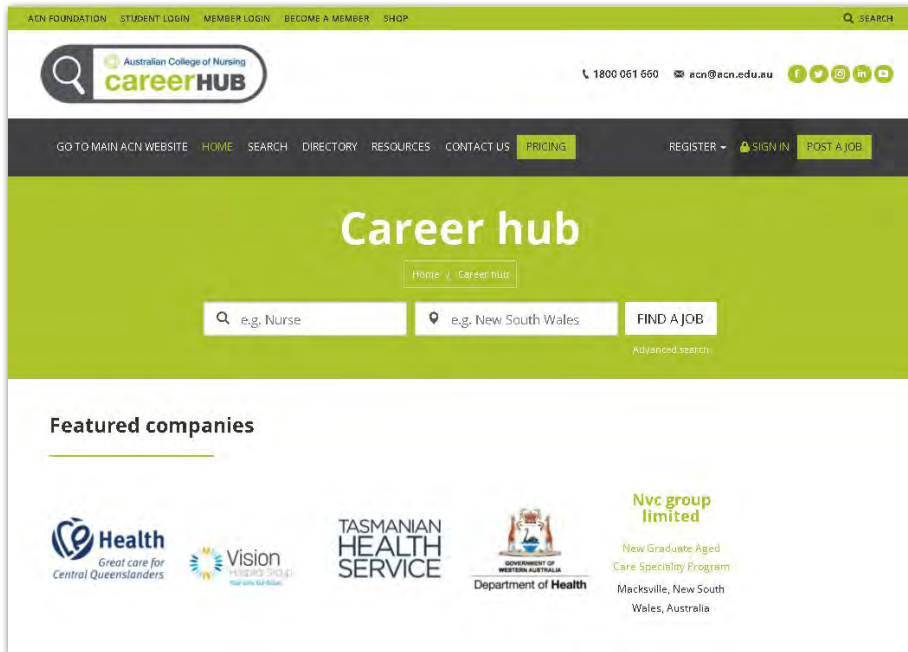 ACN FOUNDATION STUDENT LOGIN MEMBER LOGIN BECOME A MEMBER SHOP SEARCH
Australian College of Nursing
careerHUB
1800 061 660 acn@acn.edu.au
GO TO MAIN ACN WEBSITE HOME SEARCH DIRECTORY RESOURCES CONTACT US PRICING REGISTER SIGN IN POST A JOB
Career hub
Home / Career hub
e.g. Nurse e.g. New South Wales FIND A JOB
Advanced search
Featured companies
Health
Great care for
Central Queenslanders
Vision
Hospital Group
TASMANIAN
HEALTH
SERVICE
GOVERNMENT OF
WESTERN AUSTRALIA
Department of Health
Nvc group
limited
New Graduate Aged
Care Speciality Program
Macksville, New South
Wales, Australia